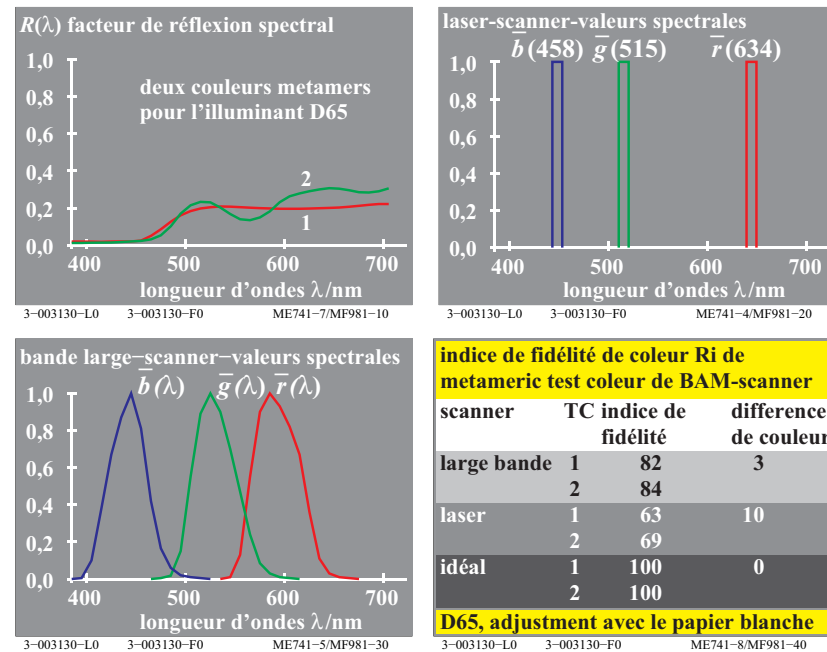 R(λ) facteur de réflexion spectral
1,0
0,8
0,6
0,4
0,2
0,0
deux couleurs metamers
pour l'illuminant D65
2
1
400 500 600 700
longueur d'ondes λ/nm
3−003130−L0 3−003130−F0 ME741−7/MF981−10
laser-scanner-valeurs spectrales
b̅(458) g̅(515) r̅(634)
1,0
0,8
0,6
0,4
0,2
0,0
400 500 600 700
longueur d'ondes λ/nm
3−003130−L0 3−003130−F0 ME741−4/MF981−20
bande large−scanner−valeurs spectrales
b̅(λ) g̅(λ) r̅(λ)
1,0
0,8
0,6
0,4
0,2
0,0
400 500 600 700
longueur d'ondes λ/nm
3−003130−L0 3−003130−F0 ME741−5/MF981−30
indice de fidélité de coleur Ri de
metameric test coleur de BAM-scanner
scanner TC indice de difference
fidélité de couleur
large bande 1 82 3
2 84
laser 1 63 10
2 69
idéal 1 100 0
2 100
D65, adjustment avec le papier blanche
3−003130−L0 3−003130−F0 ME741−8/MF981−40